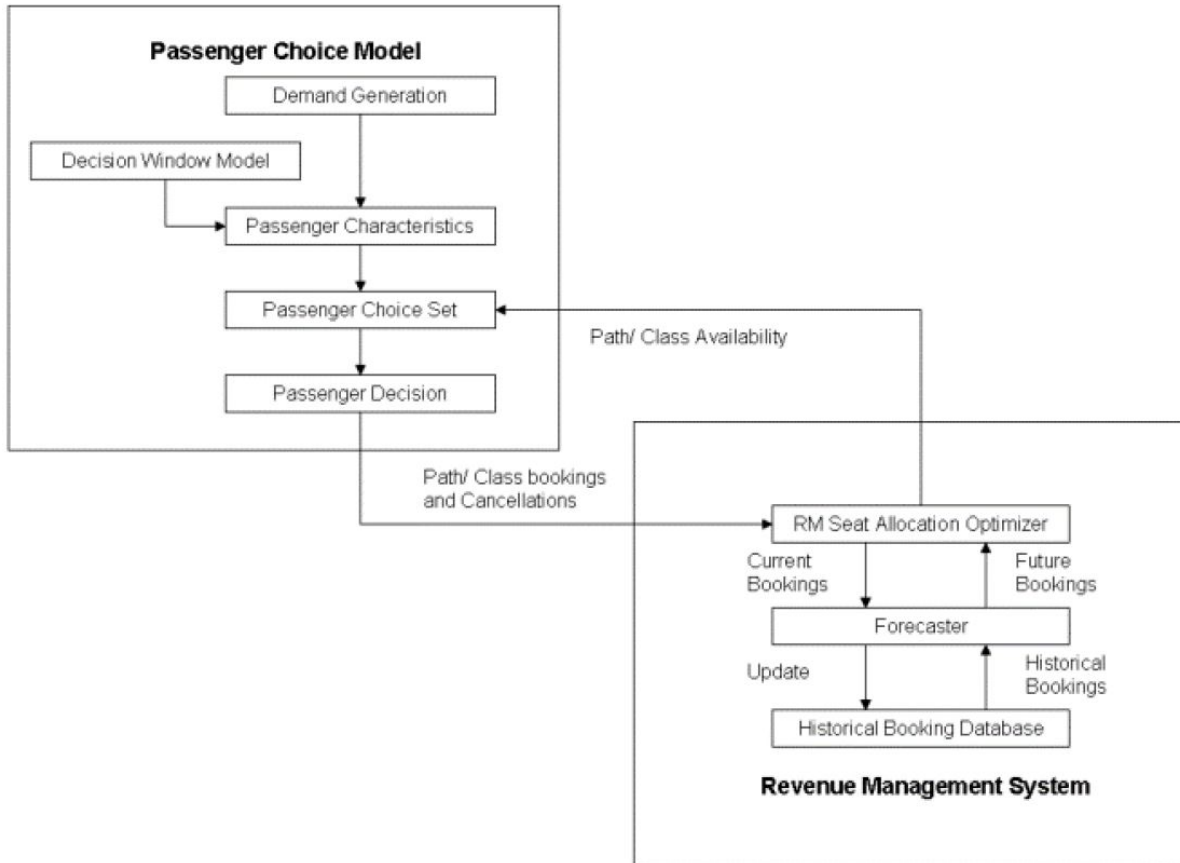 Passenger Choice Model
Demand Generation
Decision Window Model
Passenger Characteristics
Passenger Choice Set
Path/ Class Availability
Passenger Decision
Path/ Class bookings
and Cancellations
RM Seat Allocation Optimizer
Current
Bookings
Future
Bookings
Forecaster
Update
Historical
Bookings
Historical Booking Database
Revenue Management System